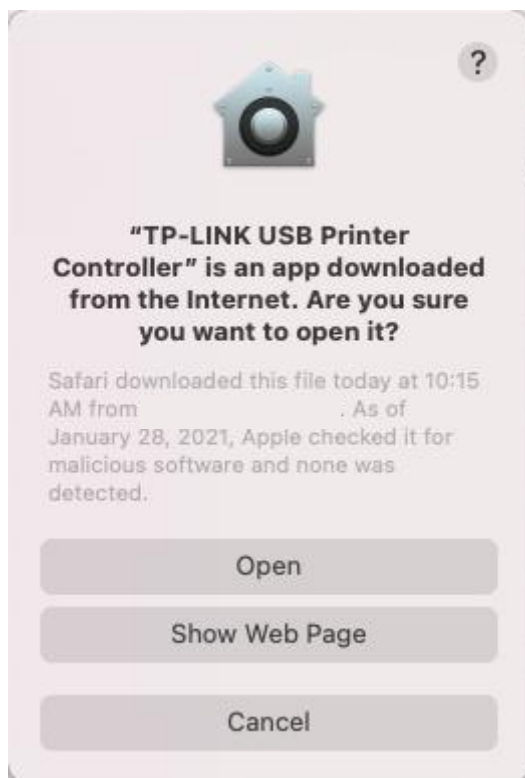 ?
“TP-LINK USB Printer
Controller” is an app downloaded
from the Internet. Are you sure
you want to open it?
Safari downloaded this file today at 10:15
AM from . As of
January 28, 2021, Apple checked it for
malicious software and none was
detected.
Open
Show Web Page
Cancel